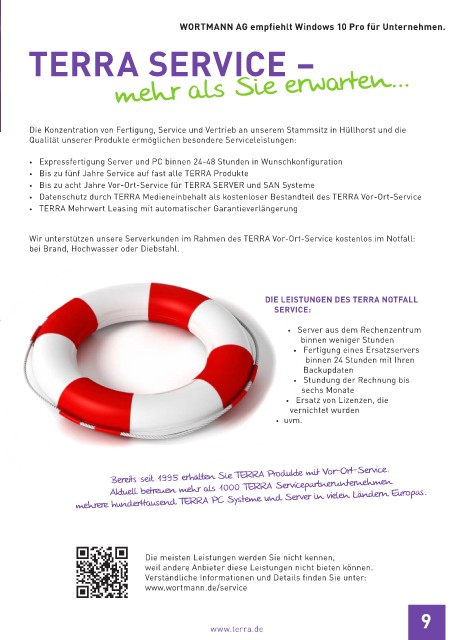 WORTMANN AG empfiehlt Windows 10 Pro für Unternehmen.
TERRA SERVICE –
mehr als Sie erwarten...
Die Konzentration von Fertigung, Service und Vertrieb an unserem Stammsitz in Hüllhorst und die
Qualität unserer Produkte ermöglichen besondere Serviceleistungen:
• Expressfertigung Server und PC binnen 24-48 Stunden in Wunschkonfiguration
• Bis zu fünf Jahre Service auf fast alle TERRA Produkte
• Bis zu acht Jahre Vor-Ort-Service für TERRA SERVER und SAN Systeme
• Datenschutz durch TERRA Medieneinbehalt als kostenloser Bestandteil des TERRA Vor-Ort-Service
• TERRA Mehrwert Leasing mit automatischer Garantieverlängerung
Wir unterstützen unsere Serverkunden im Rahmen des TERRA Vor-Ort-Service kostenlos im Notfall:
bei Brand, Hochwasser oder Diebstahl.
DIE LEISTUNGEN DES TERRA NOTFALL
SERVICE:
• Server aus dem Rechenzentrum
binnen weniger Stunden
• Fertigung eines Ersatzservers
binnen 24 Stunden mit Ihren
Backupdaten
• Stundung der Rechnung bis
sechs Monate
• Ersatz von Lizenzen, die
vernichtet wurden
• uvm.
Bereits seit 1995 erhalten Sie TERRA Produkte mit Vor-Ort-Service.
Aktuell betreuen mehr als 1000 TERRA Servicepartnerunternehmen
mehrere hunderttausend TERRA PC Systeme und Server in vielen Ländern Europas.
Die meisten Leistungen werden Sie nicht kennen,
weil andere Anbieter diese Leistungen nicht bieten können.
Verständliche Informationen und Details finden Sie unter:
www.wortmann.de/service
www.terra.de
9